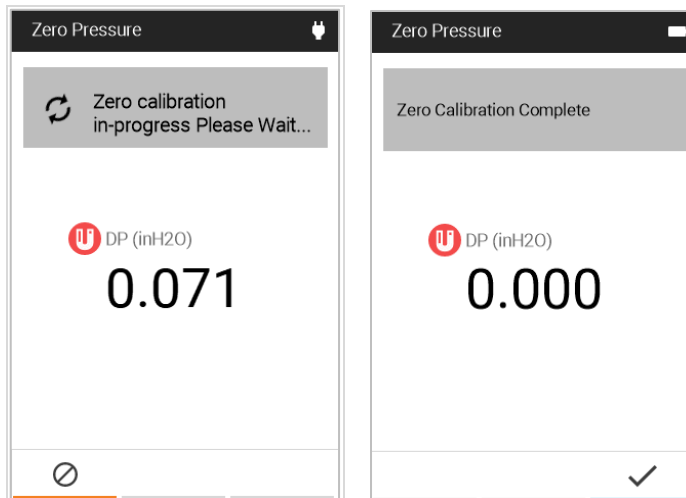 Zero Pressure
Zero calibration
in-progress Please Wait...
DP (inH2O)
0.071
Zero Pressure
Zero Calibration Complete
DP (inH2O)
0.000